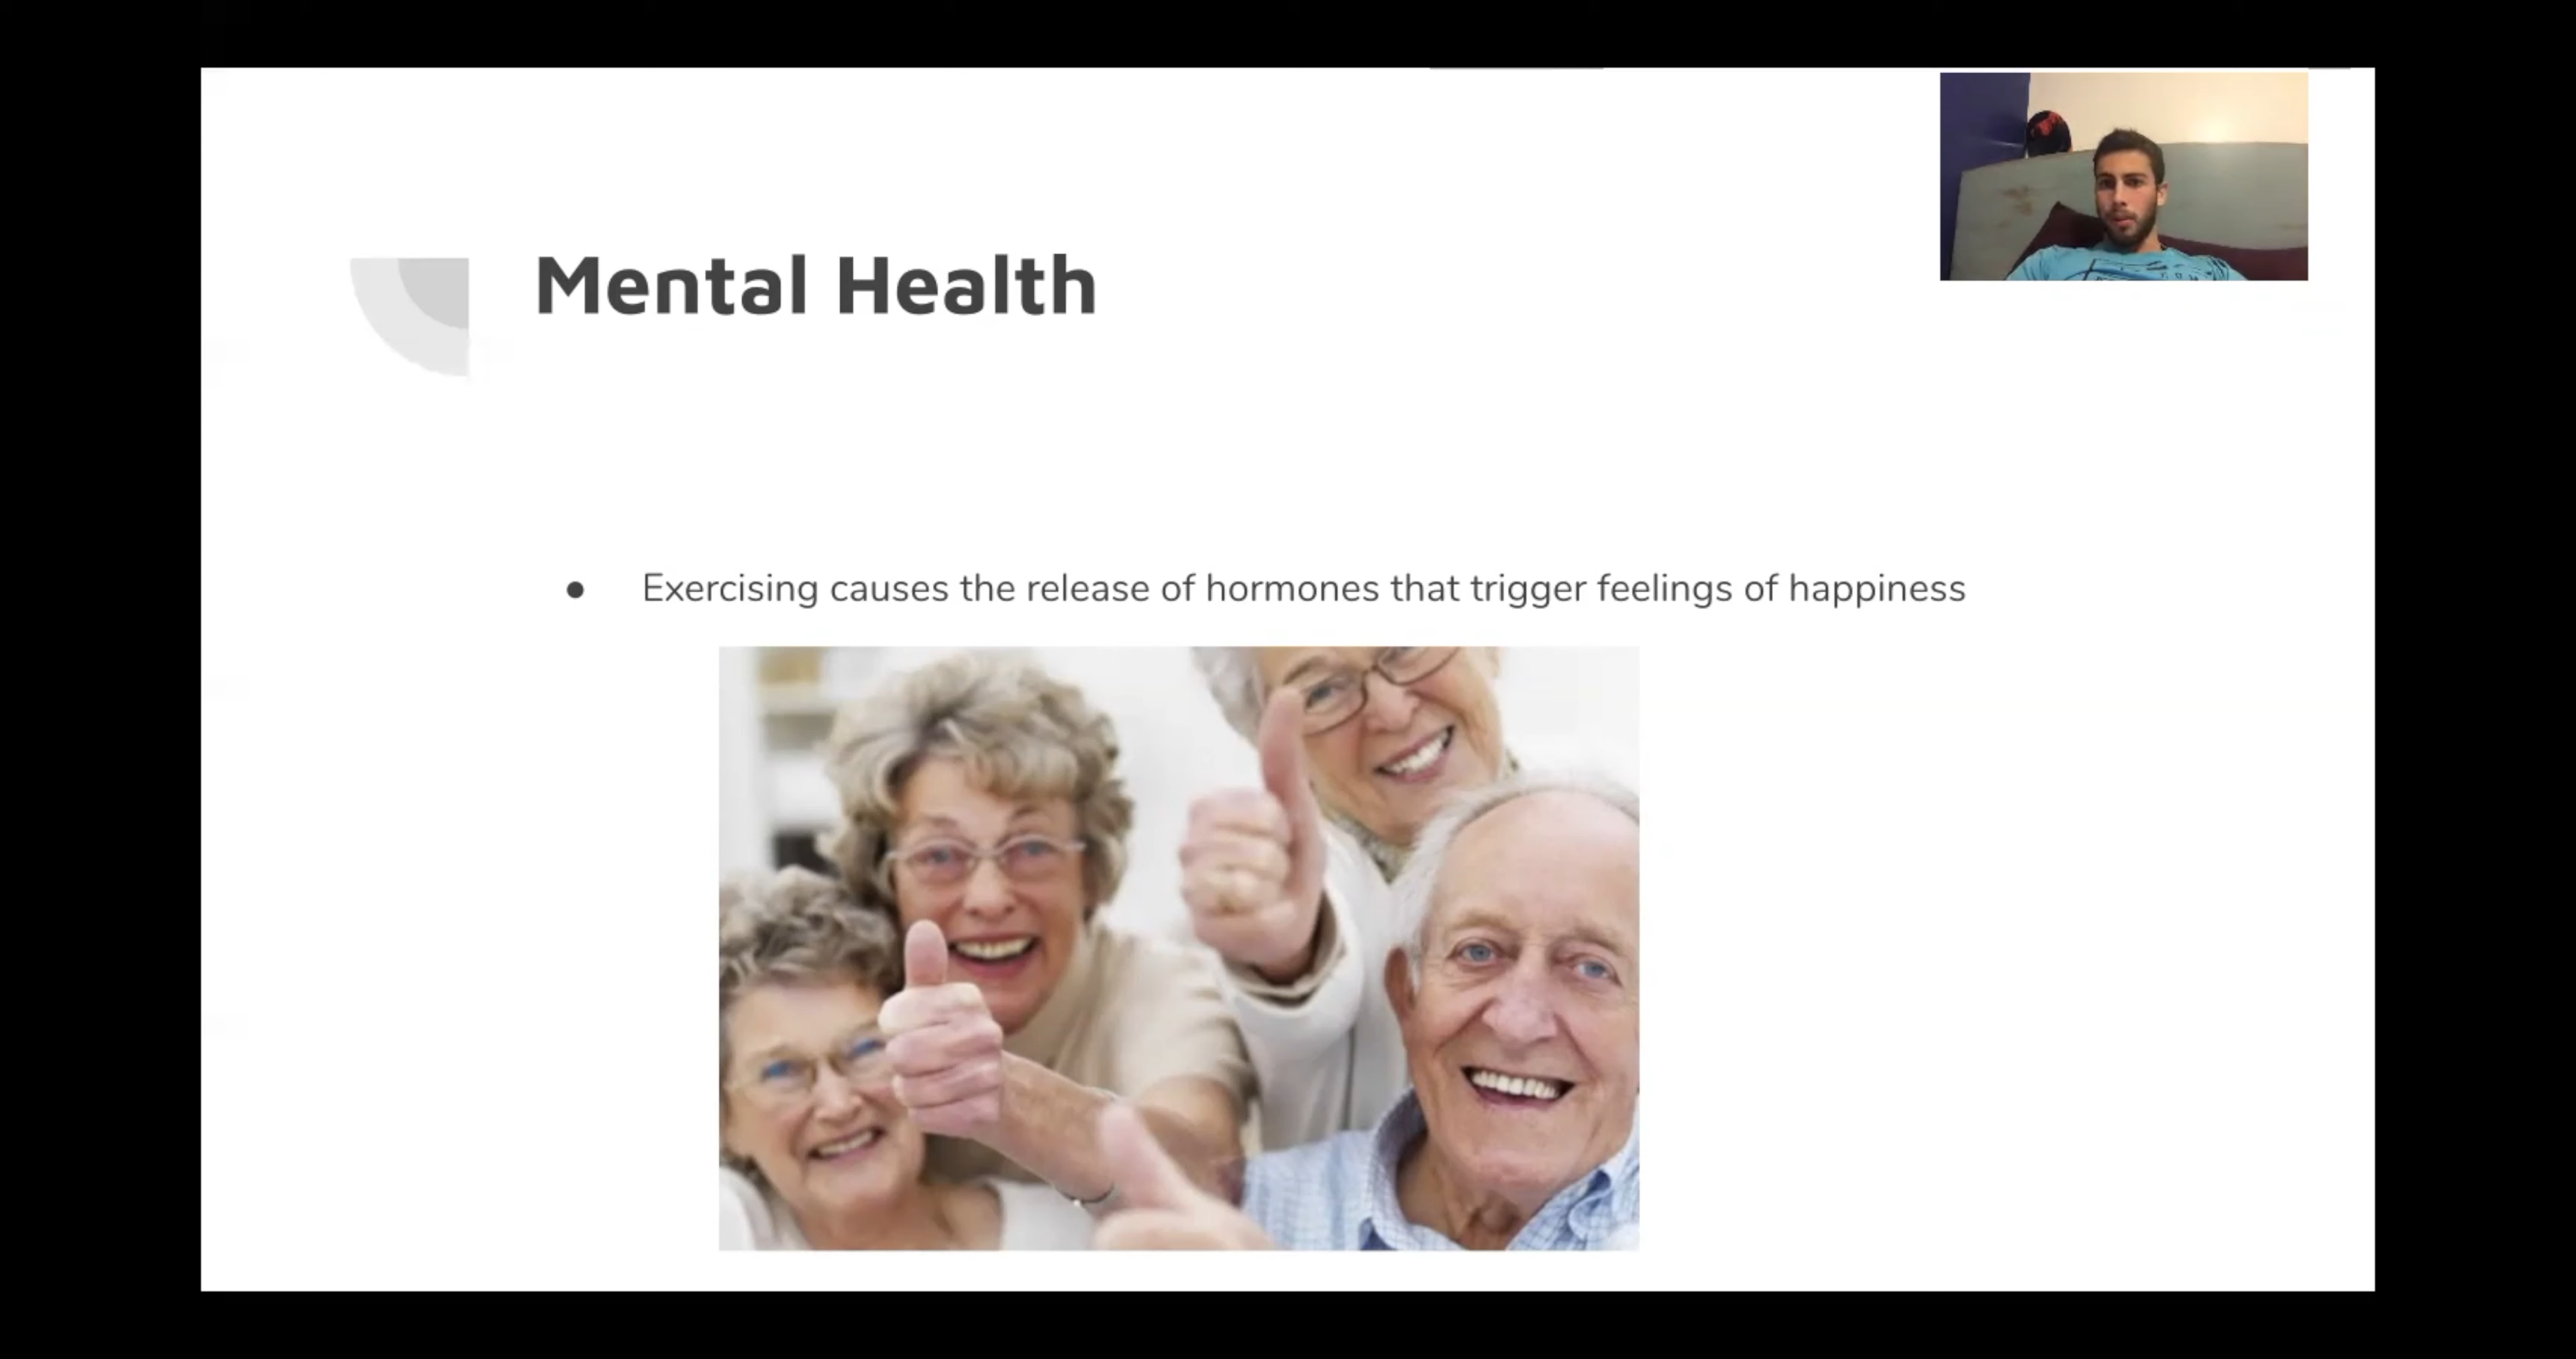 Mental Health
● Exercising causes the release of hormones that trigger feelings of happiness